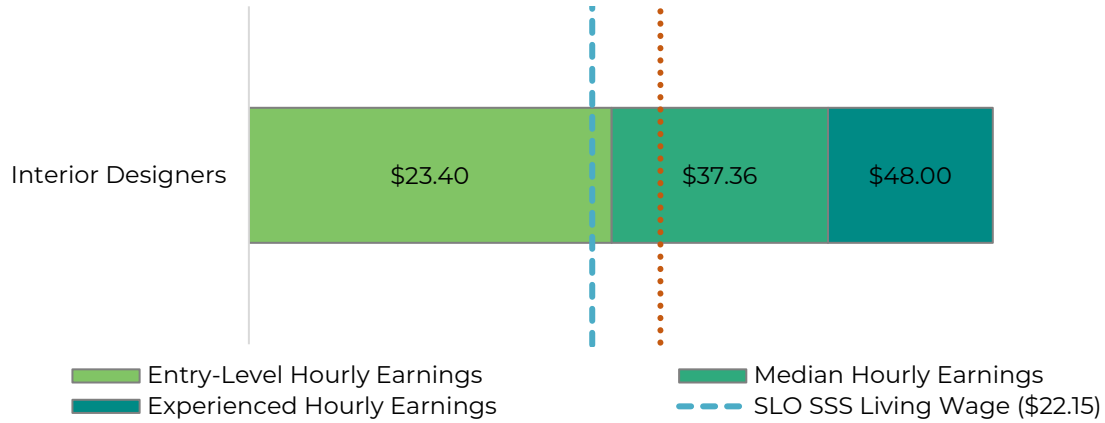 Interior Designers $23.40 $37.36 $48.00
Entry-Level Hourly Earnings Median Hourly Earnings
Experienced Hourly Earnings SLO SSS Living Wage ($22.15)